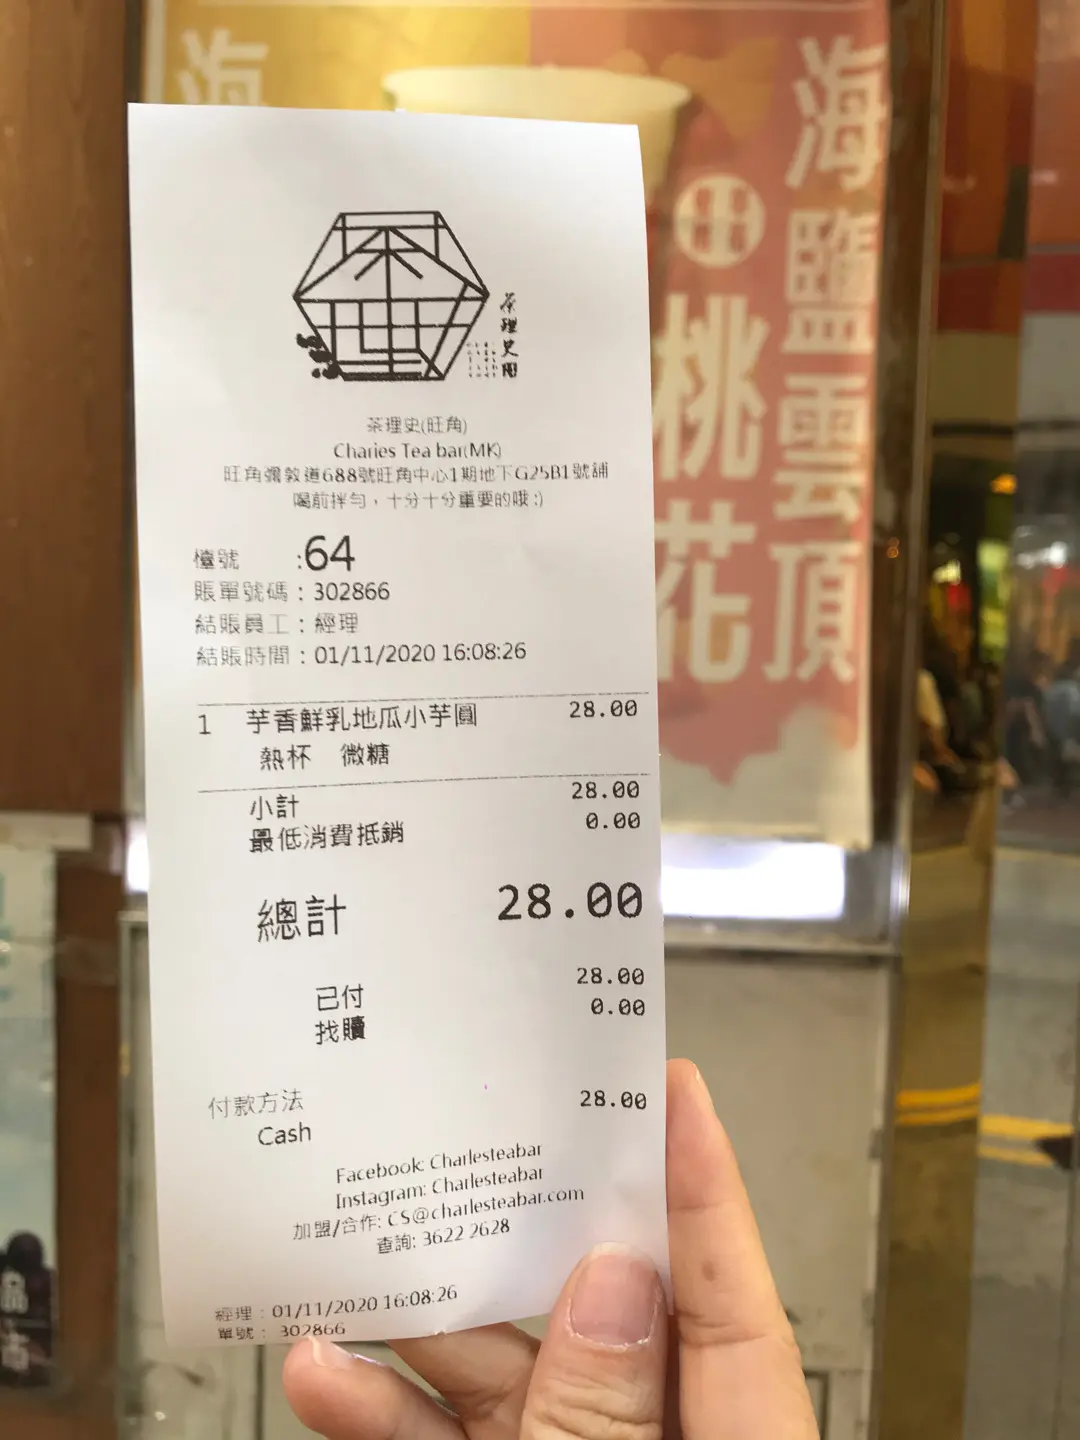 茶理史
茶理史(旺角)
Charles Tea bar(MK)
旺角彌敦道688號旺角中心1期地下G25B1號舖
喝前拌勻，十分十分重要的哦 :)
檯號 :64
賬單號碼：302866
結賬員工：經理
結賬時間：01/11/2020 16:08:26
1 芋香鮮乳地瓜小芋圓 28.00
熱杯 微糖
小計 28.00
最低消費抵銷 0.00
總計 28.00
已付 28.00
找贖 0.00
付款方法 28.00
Cash
Facebook: Charlesteabar
Instagram: Charlesteabar
加盟/合作: CS@charlesteabar.com
查詢: 3622 2628
經理：01/11/2020 16:08:26
單號： 302866
海
海鹽雲頂
桃花